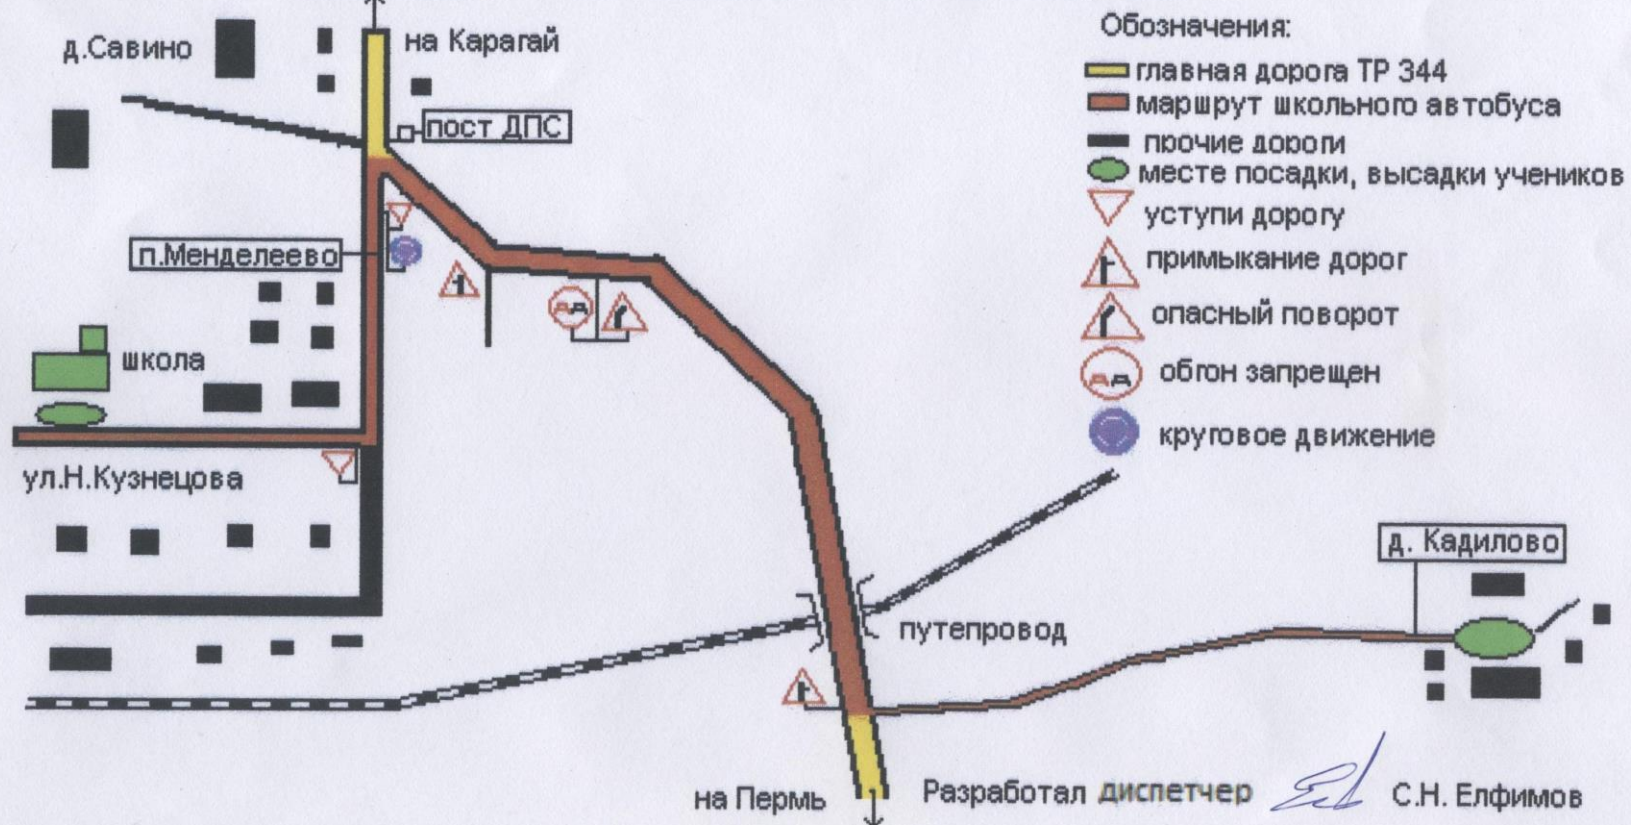 д.Савино
на Карагай
пост ДПС
п.Менделеево
школа
ул.Н.Кузнецова
путепровод
д. Кадилово
на Пермь
Обозначения:
главная дорога ТР 344
маршрут школьного автобуса
прочие дороги
месте посадки, высадки учеников
уступи дорогу
примыкание дорог
опасный поворот
обгон запрещен
круговое движение
Разработал диспетчер
С.Н. Елфимов